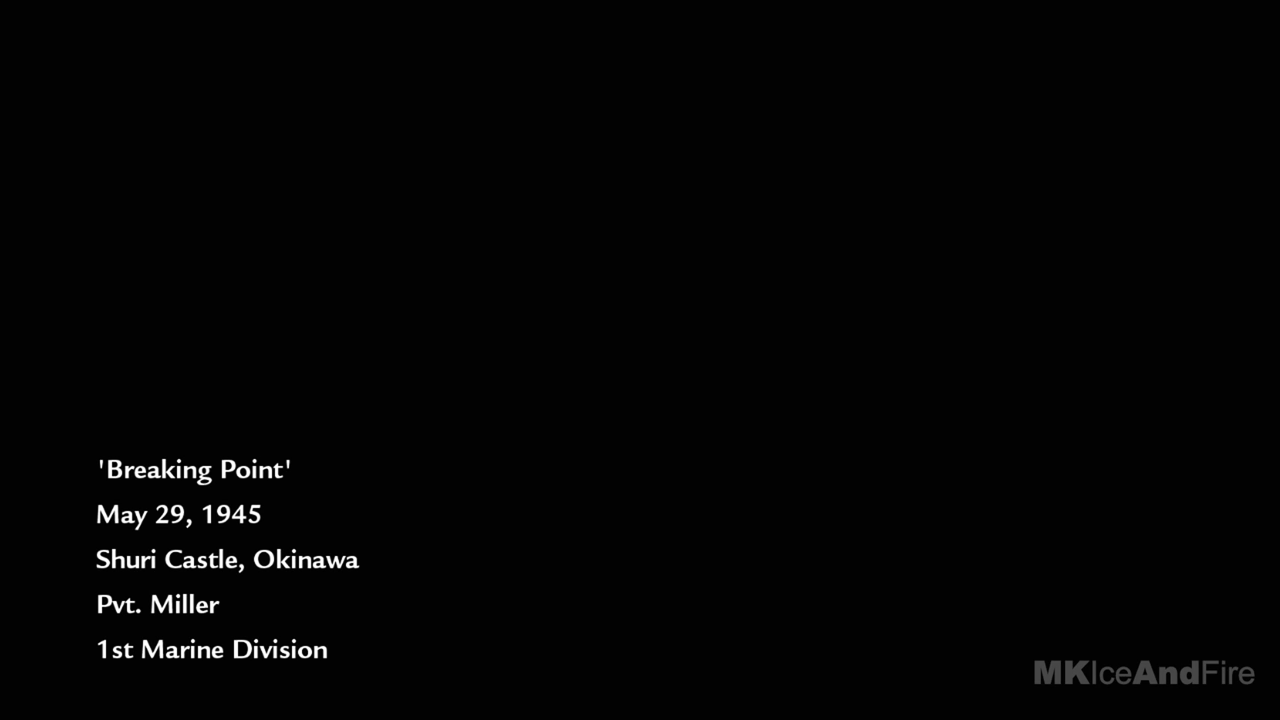 'Breaking Point'
May 29, 1945
Shuri Castle, Okinawa
Pvt. Miller
1st Marine Division
MKIceAndFire